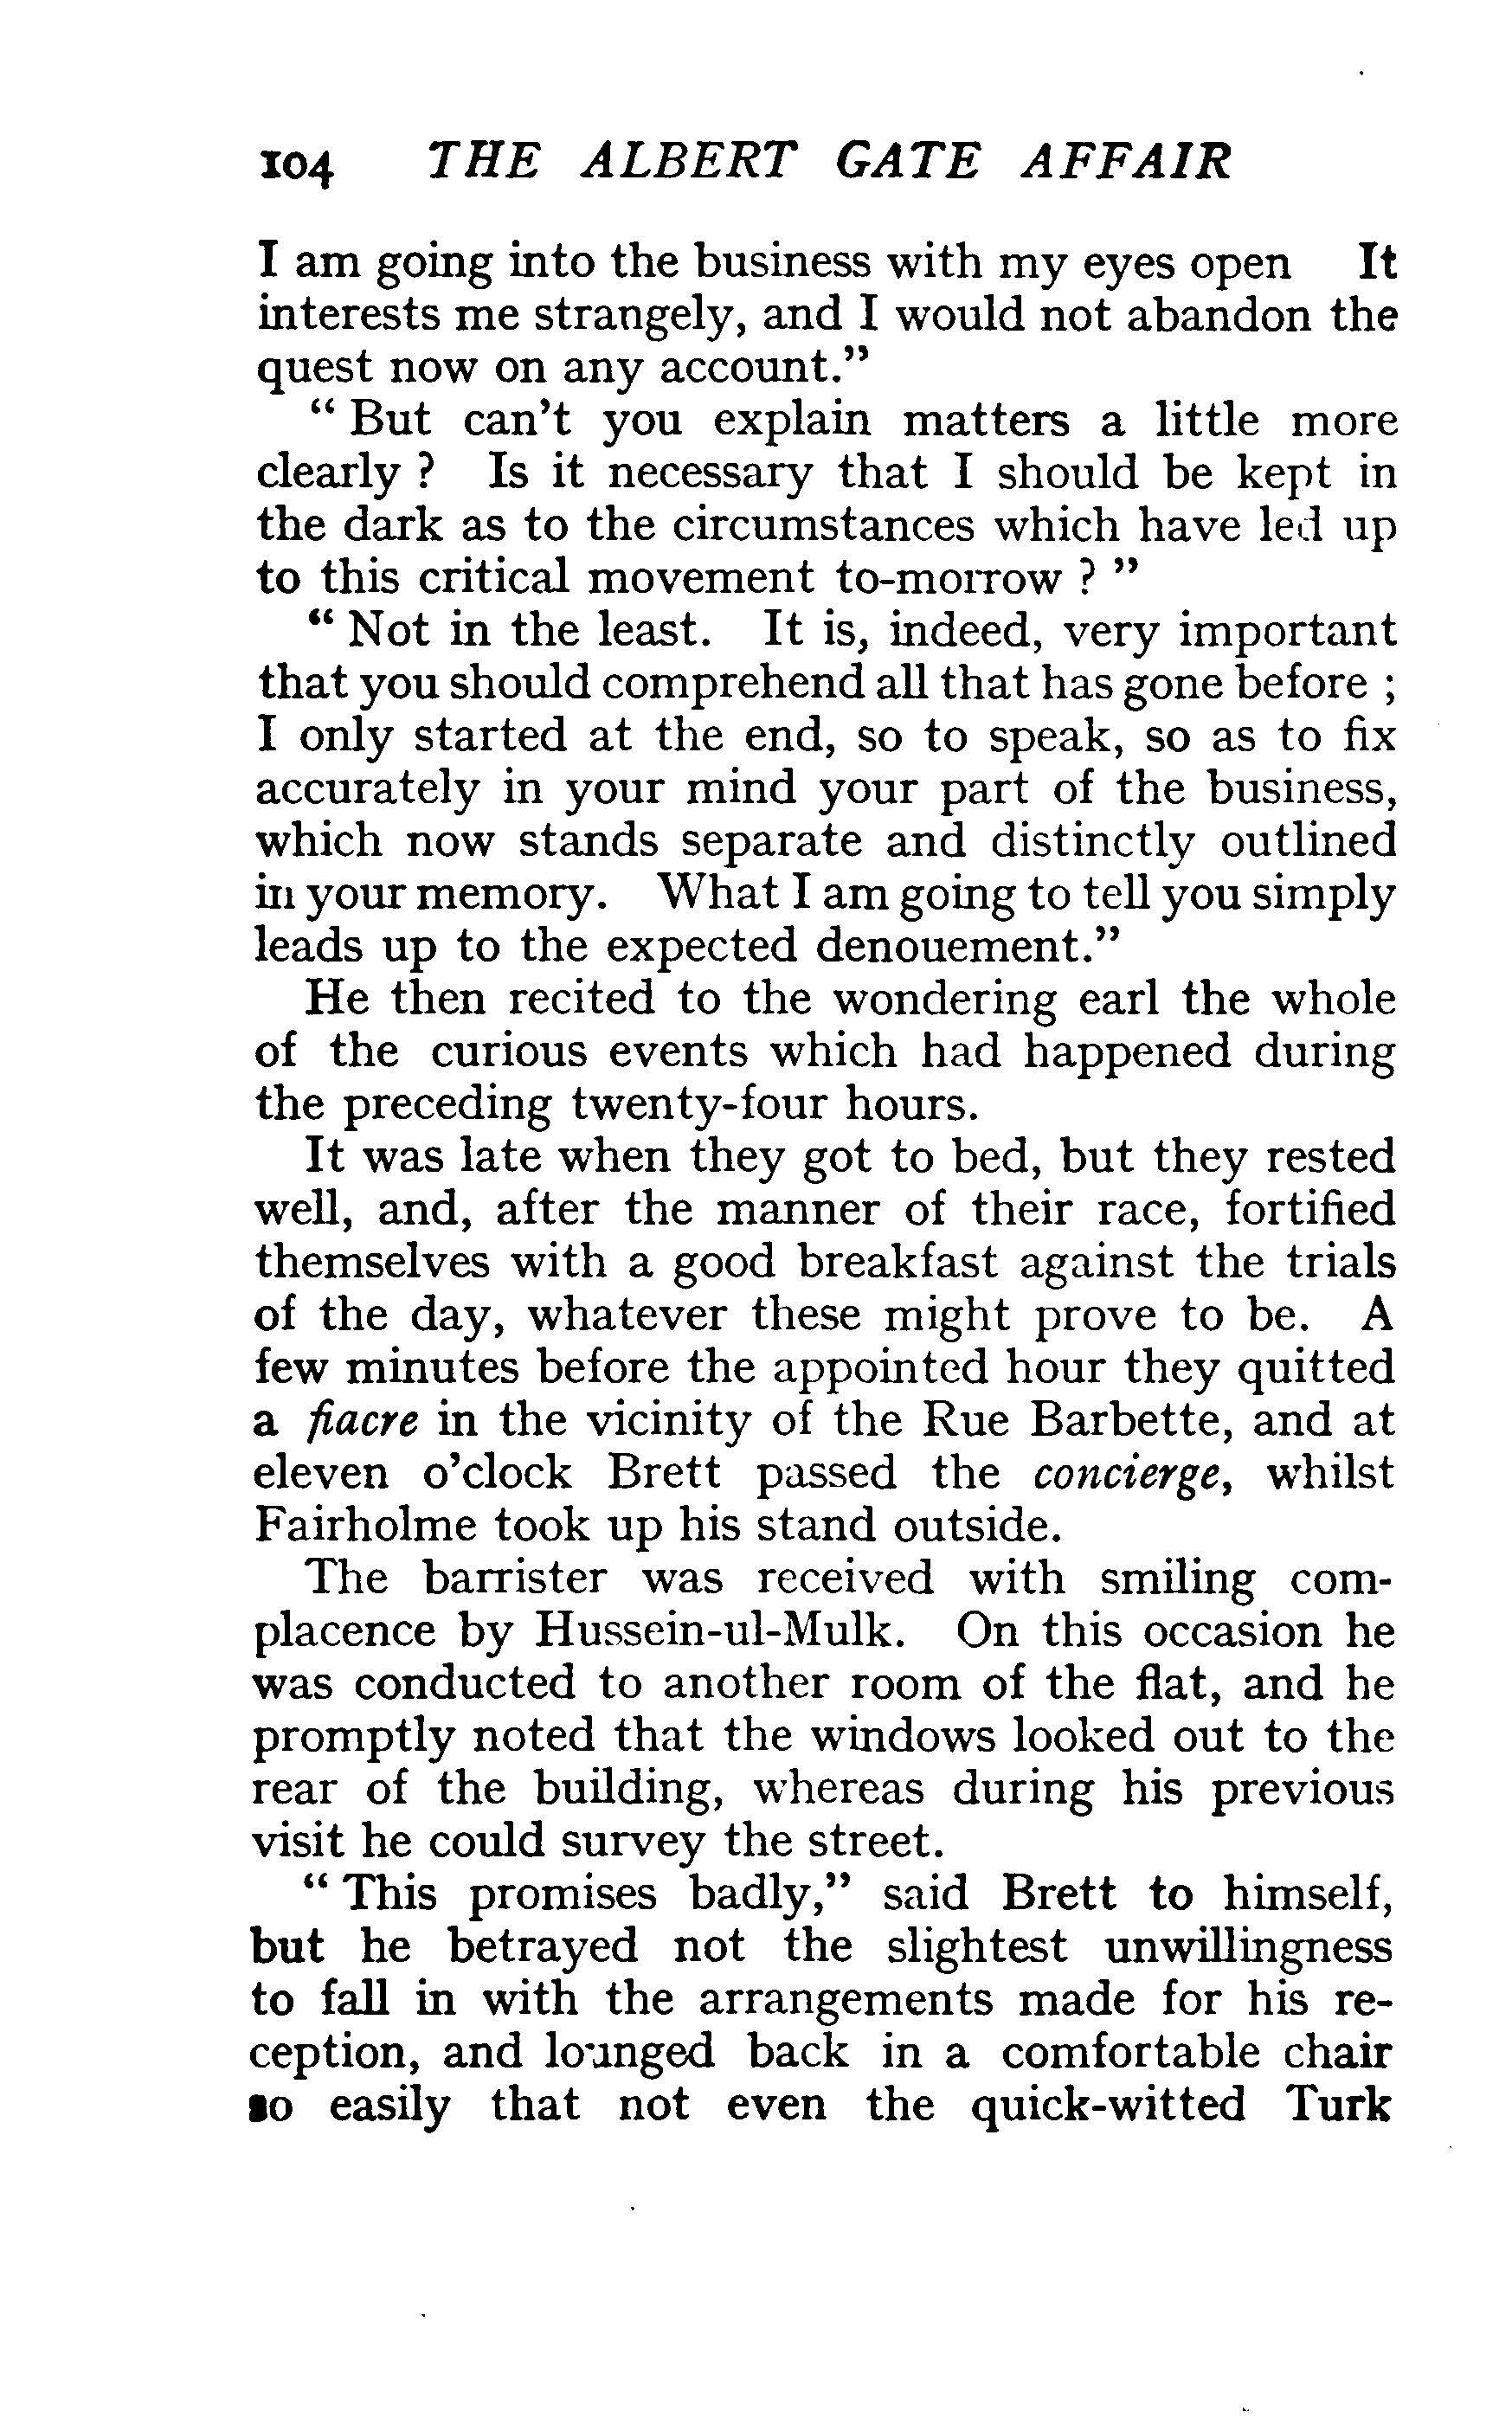 104 THE ALBERT GATE AFFAIR
I am going into the business with my eyes open It
interests me strangely, and I would not abandon the
quest now on any account."
" But can't you explain matters a little more
clearly ? Is it necessary that I should be kept in
the dark as to the circumstances which have led up
to this critical movement to-morrow ? "
" Not in the least. It is, indeed, very important
that you should comprehend all that has gone before ;
I only started at the end, so to speak, so as to fix
accurately in your mind your part of the business,
which now stands separate and distinctly outlined
in your memory. What I am going to tell you simply
leads up to the expected denouement."
He then recited to the wondering earl the whole
of the curious events which had happened during
the preceding twenty-four hours.
It was late when they got to bed, but they rested
well, and, after the manner of their race, fortified
themselves with a good breakfast against the trials
of the day, whatever these might prove to be. A
few minutes before the appointed hour they quitted
a fiacre in the vicinity of the Rue Barbette, and at
eleven o'clock Brett passed the concierge, whilst
Fairholme took up his stand outside.
The barrister was received with smiling com-
placence by Hussein-ul-Mulk. On this occasion he
was conducted to another room of the flat, and he
promptly noted that the windows looked out to the
rear of the building, whereas during his previous
visit he could survey the street.
" This promises badly," said Brett to himself,
but he betrayed not the slightest unwillingness
to fall in with the arrangements made for his re-
ception, and lounged back in a comfortable chair
so easily that not even the quick-witted Turk